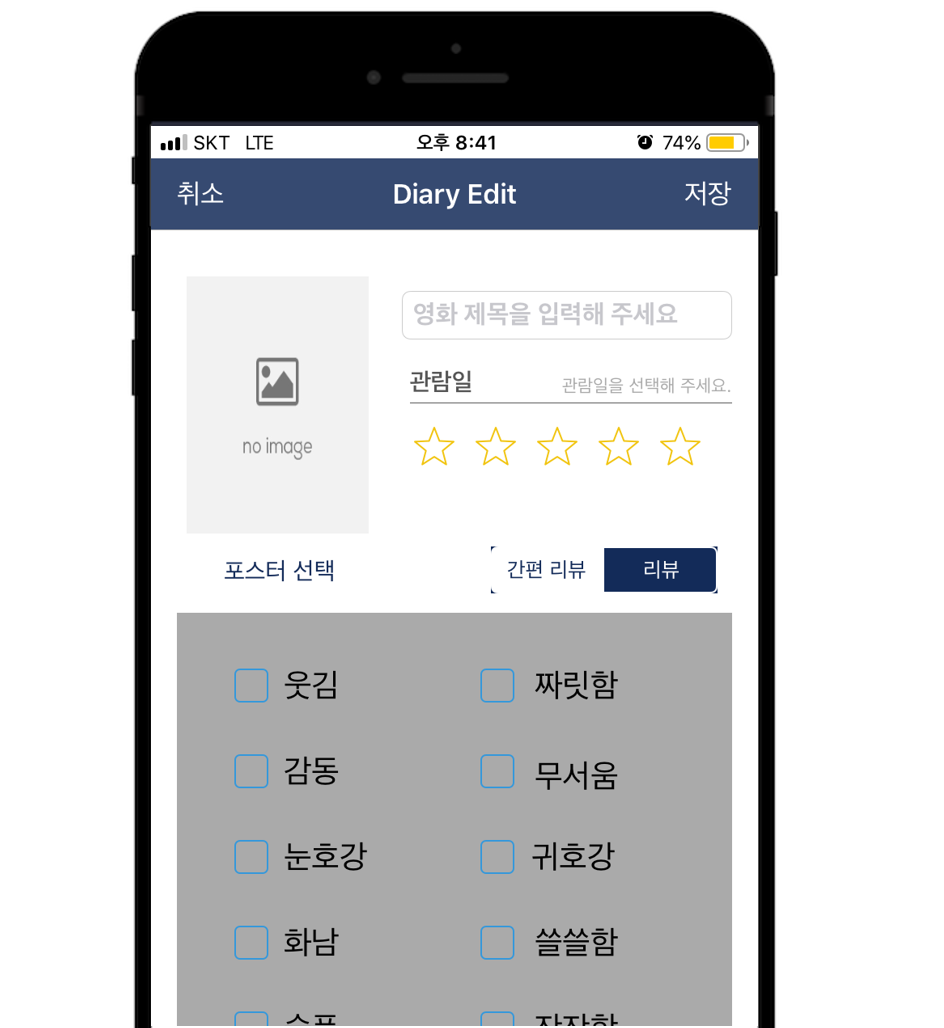 SKT LTE 오후 8:41 74%
취소 Diary Edit 저장
영화 제목을 입력해 주세요
관람일 관람일을 선택해 주세요.
no image
포스터 선택 간편 리뷰 리뷰
웃김 짜릿함
감동 무서움
눈호강 귀호강
화남 쓸쓸함